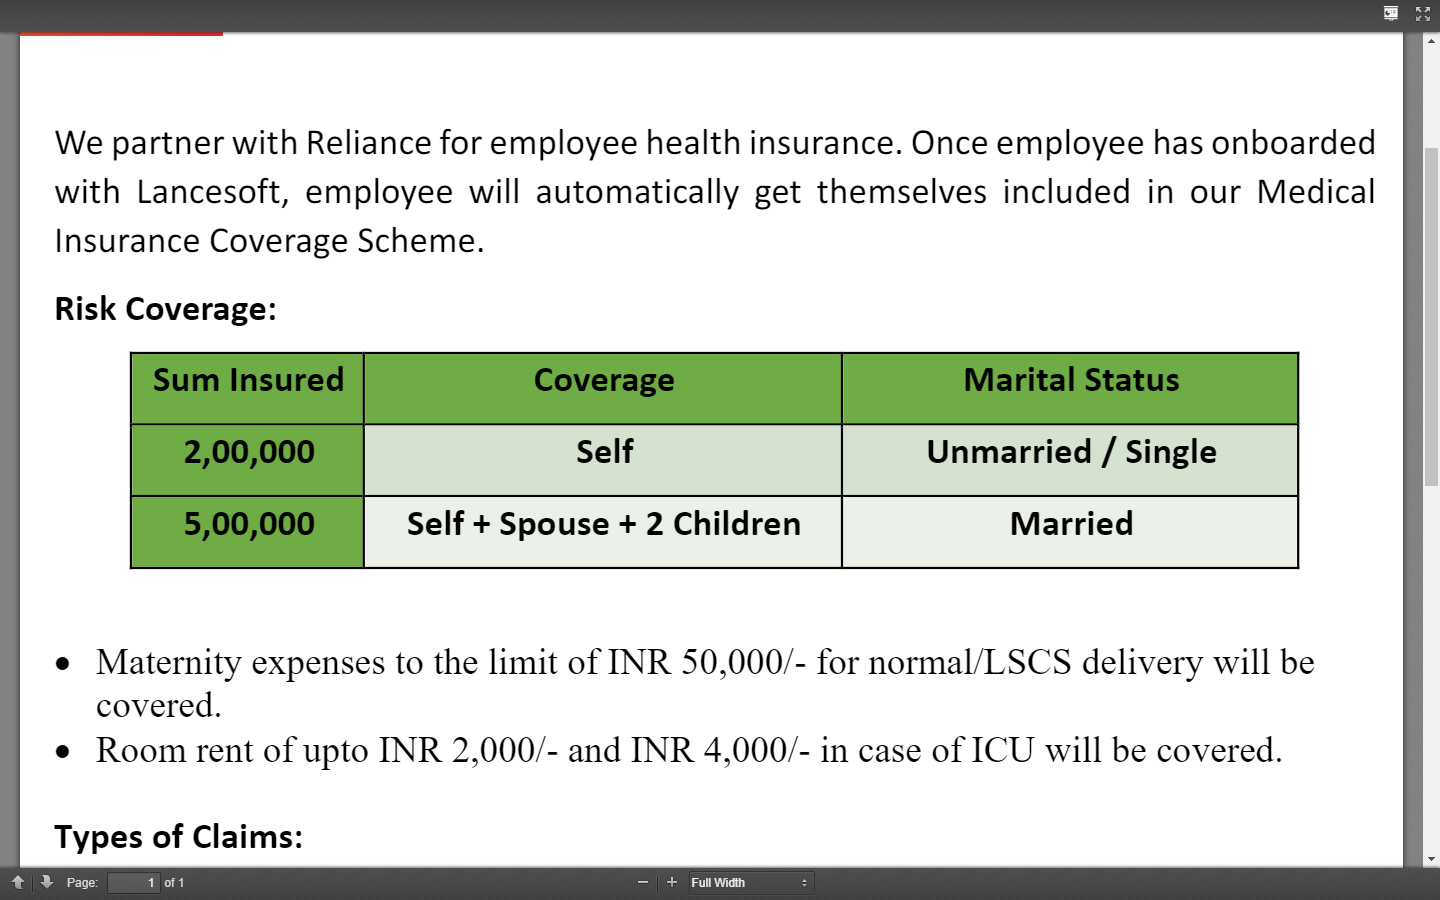 We partner with Reliance for employee health insurance. Once employee has onboarded
with Lancesoft, employee will automatically get themselves included in our Medical
Insurance Coverage Scheme.
Risk Coverage:
Sum Insured Coverage Marital Status
2,00,000 Self Unmarried / Single
5,00,000 Self + Spouse + 2 Children Married
• Maternity expenses to the limit of INR 50,000/- for normal/LSCS delivery will be
covered.
• Room rent of upto INR 2,000/- and INR 4,000/- in case of ICU will be covered.
Types of Claims:
Page: 1 of 1 Full Width